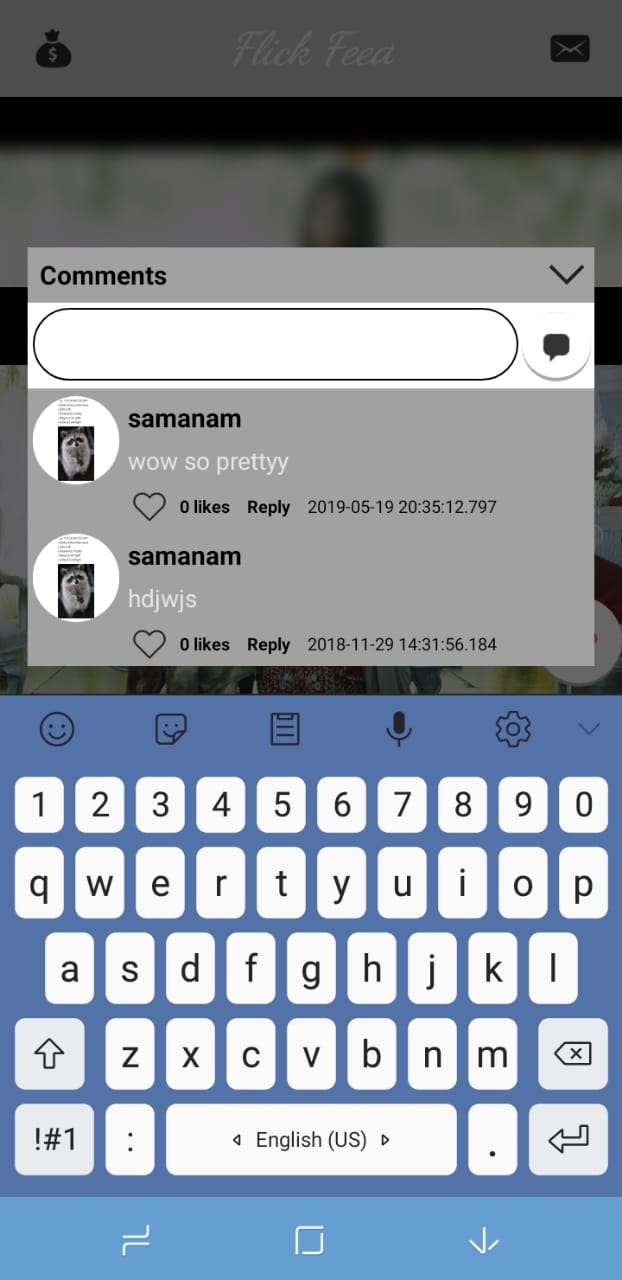 Flick Feed
Comments
samanam
wow so prettyy
0 likes Reply 2019-05-19 20:35:12.797
samanam
hdjwjs
0 likes Reply 2018-11-29 14:31:56.184
1 2 3 4 5 6 7 8 9 0
q w e r t y u i o p
a s d f g h j k l
z x c v b n m
!#1 : English (US) .